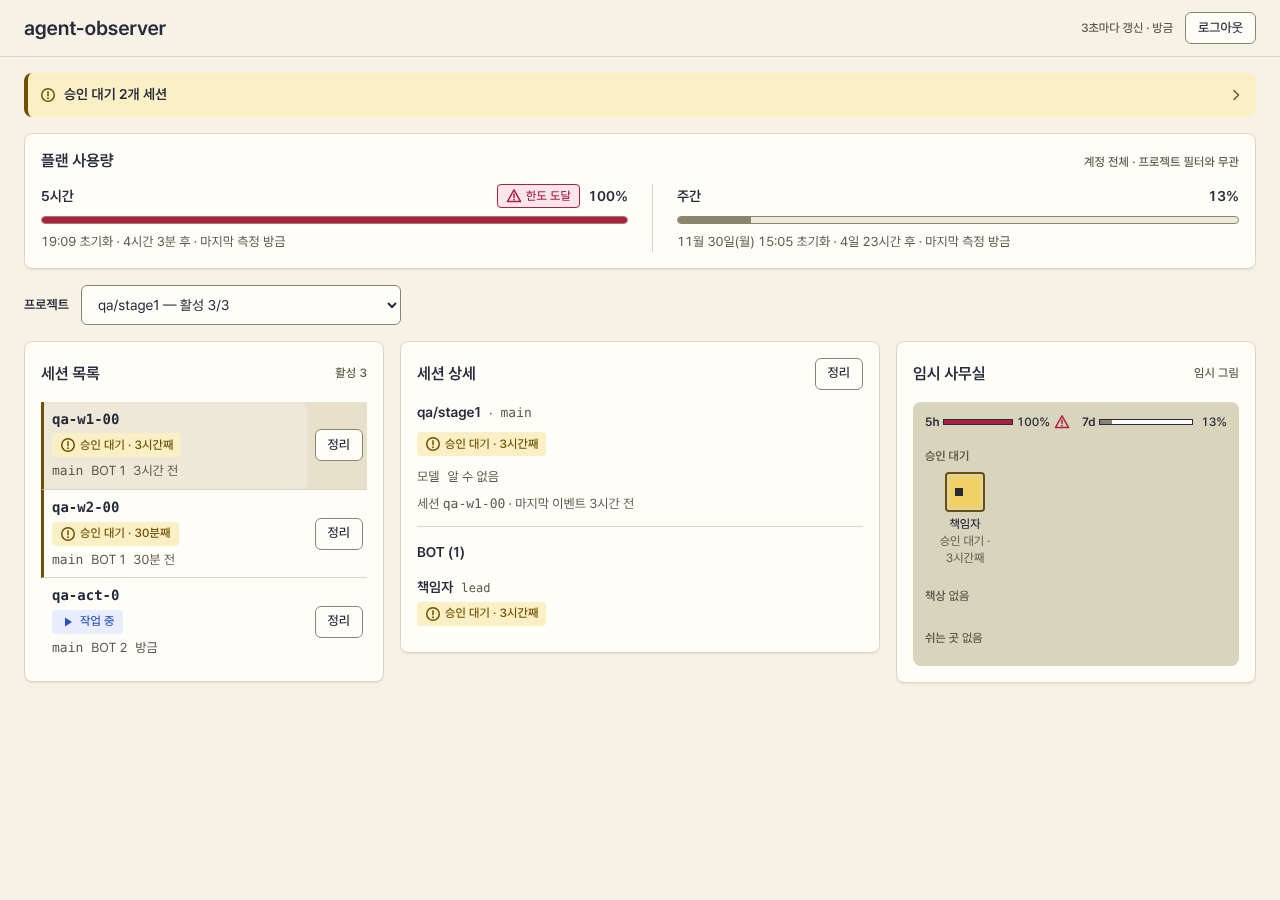 agent-observer
3초마다 갱신 · 방금
로그아웃
승인 대기 2개 세션
플랜 사용량
계정 전체 · 프로젝트 필터와 무관
5시간
한도 도달
100%
19:09 초기화 · 4시간 3분 후 · 마지막 측정 방금
주간
13%
11월 30일(월) 15:05 초기화 · 4일 23시간 후 · 마지막 측정 방금
프로젝트
qa/stage1 — 활성 3/3
세션 목록
활성 3
qa-w1-00
승인 대기 · 3시간째
main BOT 1 3시간 전
정리
qa-w2-00
승인 대기 · 30분째
main BOT 1 30분 전
정리
qa-act-0
작업 중
main BOT 2 방금
정리
세션 상세
정리
qa/stage1 · main
승인 대기 · 3시간째
모델 알 수 없음
세션 qa-w1-00 · 마지막 이벤트 3시간 전
BOT (1)
책임자 lead
승인 대기 · 3시간째
임시 사무실
임시 그림
5h 100% 7d 13%
승인 대기
책임자
승인 대기 ·
3시간째
책상 없음
쉬는 곳 없음